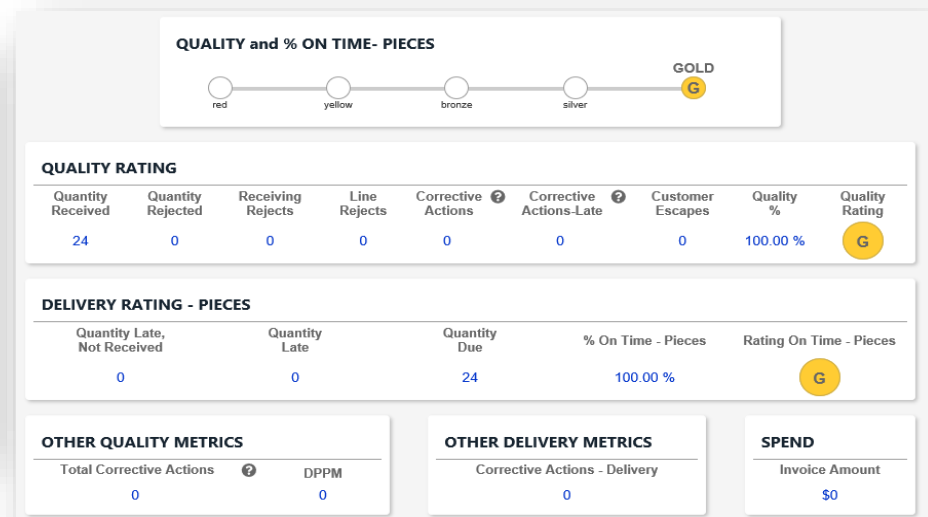 QUALITY and % ON TIME- PIECES
GOLD
G
red yellow bronze silver
QUALITY RATING
Quantity Received
Quantity Rejected
Receiving Rejects
Line Rejects
Corrective Actions ?
Corrective Actions-Late ?
Customer Escapes
Quality %
Quality Rating
24 0 0 0 0 0 0 100.00 % G
DELIVERY RATING - PIECES
Quantity Late, Not Received
Quantity Late
Quantity Due
% On Time - Pieces
Rating On Time - Pieces
0 0 24 100.00 % G
OTHER QUALITY METRICS
Total Corrective Actions ? DPPM
0 0
OTHER DELIVERY METRICS
Corrective Actions - Delivery
0
SPEND
Invoice Amount
$0